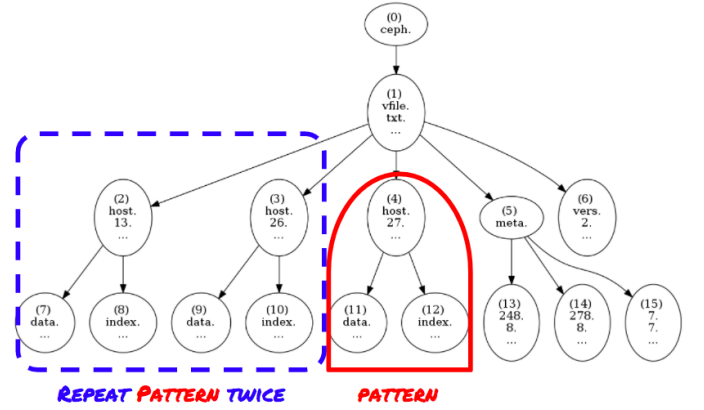 (0)
ceph.
(1)
vfile.
txt.
...
(2)
host.
13.
...
(3)
host.
26.
...
(4)
host.
27.
...
(5)
meta.
(6)
vers.
2.
...
(7)
data.
...
(8)
index.
...
(9)
data.
...
(10)
index.
...
(11)
data.
...
(12)
index.
...
(13)
248.
8.
...
(14)
278.
8.
...
(15)
7.
7.
...
REPEAT PATTERN TWICE
PATTERN